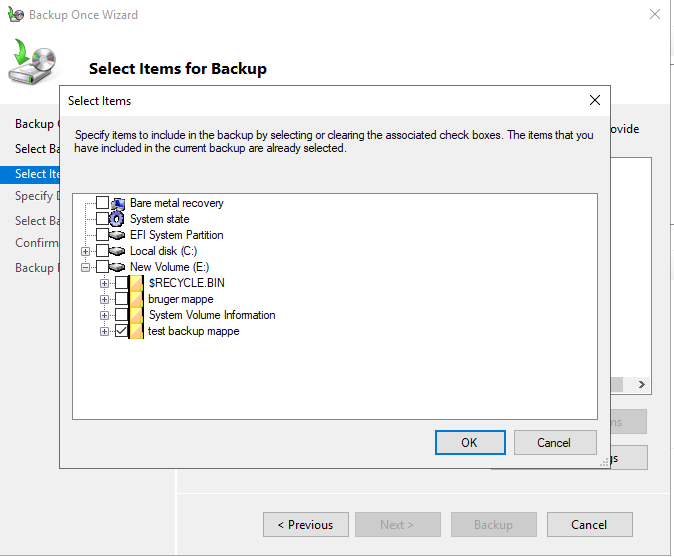 Backup Once Wizard
Select Items for Backup
Select Items
Specify items to include in the backup by selecting or clearing the associated check boxes. The items that you
have included in the current backup are already selected.
Bare metal recovery
System state
EFI System Partition
Local disk (C:)
New Volume (E:)
$RECYCLE.BIN
bruger mappe
System Volume Information
test backup mappe
OK
Cancel
Backup
Select Ba
Select Ite
Specify
Select Ba
Confirma
Backup
ovide
ms
gs
< Previous
Next >
Backup
Cancel